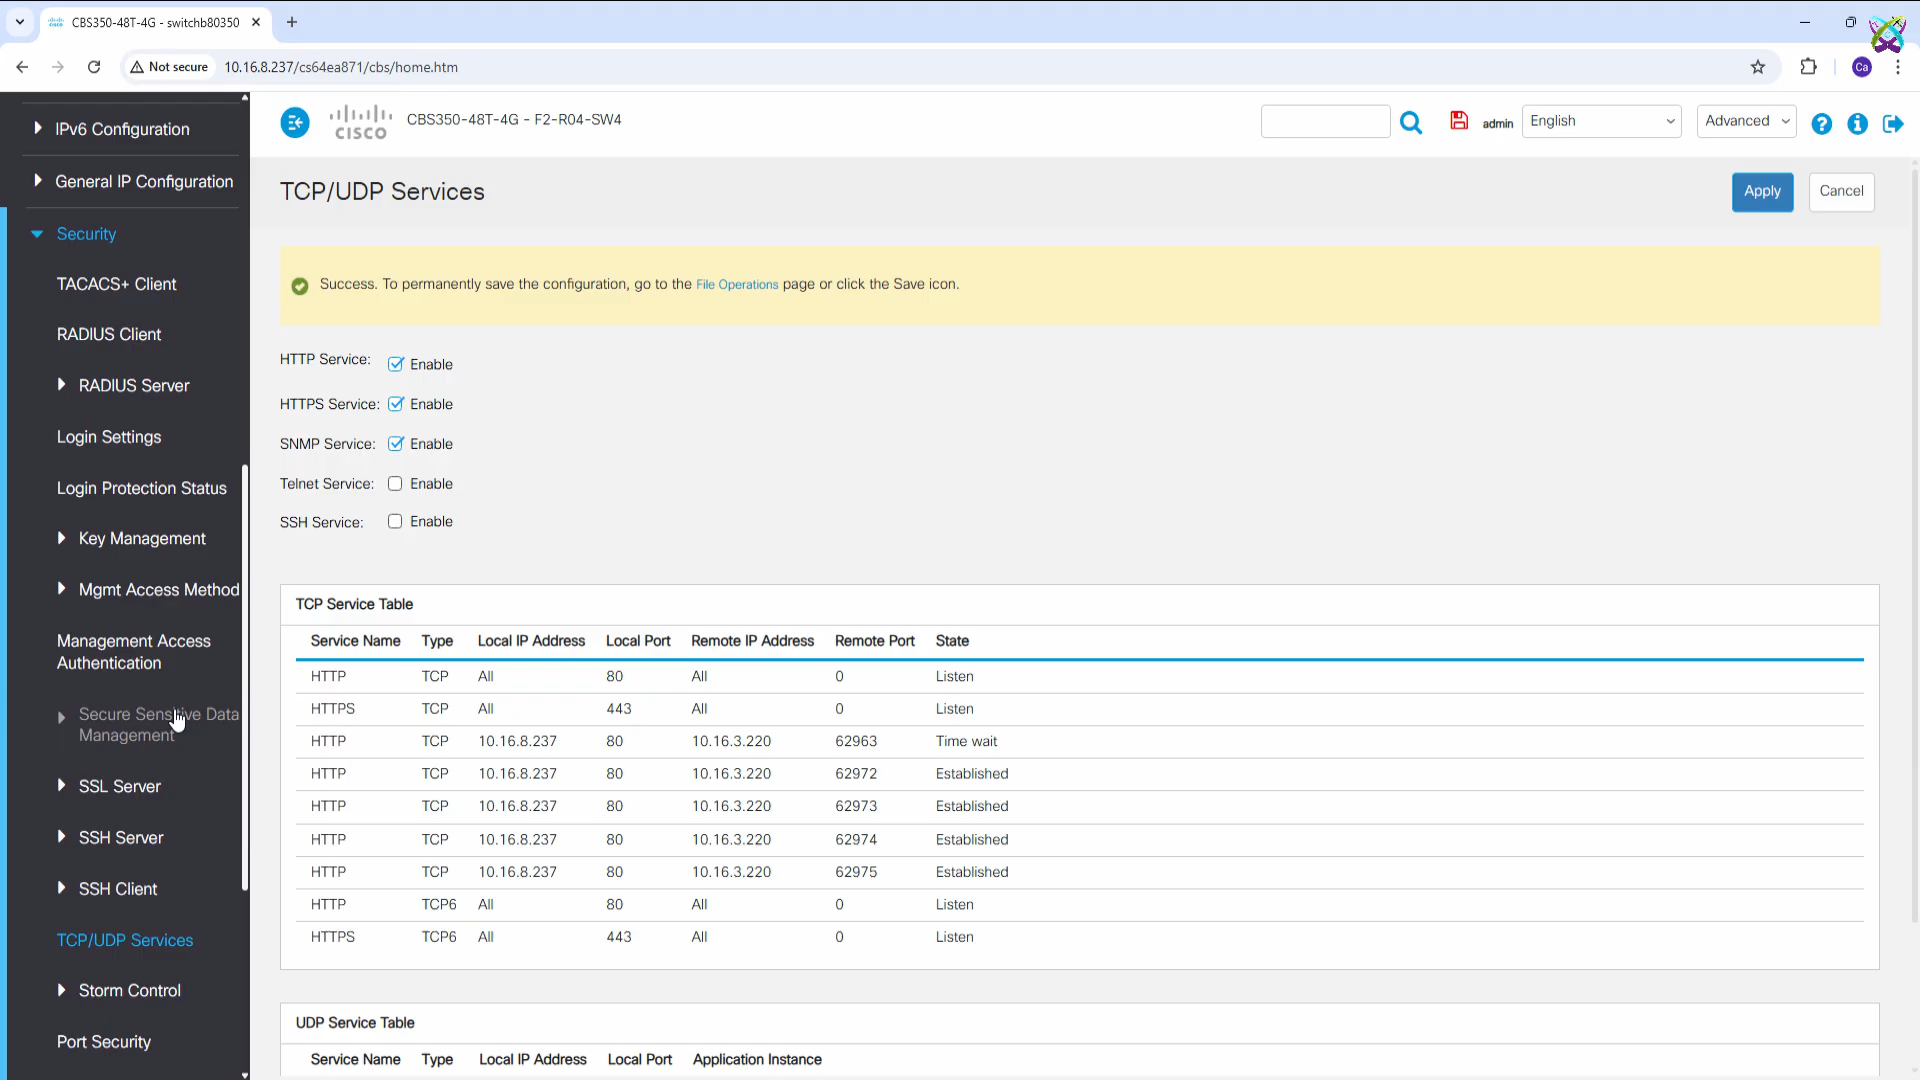 CBS350-48T-4G - switchb80350
Not secure
10.16.8.237/cs64ea871/cbs/home.htm
Ca
IPv6 Configuration
General IP Configuration
Security
TACACS+ Client
RADIUS Client
RADIUS Server
Login Settings
Login Protection Status
Key Management
Mgmt Access Method
Management Access
Authentication
Secure Sensitive Data
Management
SSL Server
SSH Server
SSH Client
TCP/UDP Services
Storm Control
Port Security
CISCO
CBS350-48T-4G - F2-R04-SW4
admin
English
Advanced
TCP/UDP Services
Apply
Cancel
Success. To permanently save the configuration, go to the File Operations page or click the Save icon.
HTTP Service: Enable
HTTPS Service: Enable
SNMP Service: Enable
Telnet Service: Enable
SSH Service: Enable
TCP Service Table
Service Name Type Local IP Address Local Port Remote IP Address Remote Port State
HTTP TCP All 80 All 0 Listen
HTTPS TCP All 443 All 0 Listen
HTTP TCP 10.16.8.237 80 10.16.3.220 62963 Time wait
HTTP TCP 10.16.8.237 80 10.16.3.220 62972 Established
HTTP TCP 10.16.8.237 80 10.16.3.220 62973 Established
HTTP TCP 10.16.8.237 80 10.16.3.220 62974 Established
HTTP TCP 10.16.8.237 80 10.16.3.220 62975 Established
HTTP TCP6 All 80 All 0 Listen
HTTPS TCP6 All 443 All 0 Listen
UDP Service Table
Service Name Type Local IP Address Local Port Application Instance